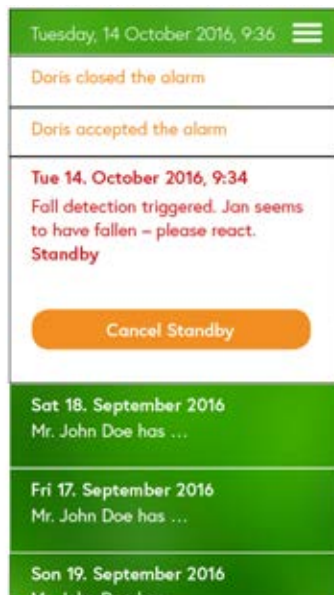 Tuesday, 14 October 2016, 9:36
Doris closed the alarm
Doris accepted the alarm
Tue 14. October 2016, 9:34
Fall detection triggered. Jan seems
to have fallen – please react.
Standby
Cancel Standby
Sat 18. September 2016
Mr. John Doe has ...
Fri 17. September 2016
Mr. John Doe has ...
Son 19. September 2016